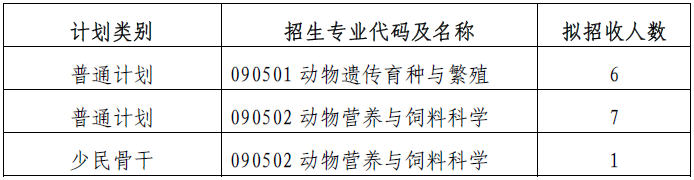 计划类别 招生专业代码及名称 拟招收人数
普通计划 090501 动物遗传育种与繁殖 6
普通计划 090502 动物营养与饲料科学 7
少民骨干 090502 动物营养与饲料科学 1